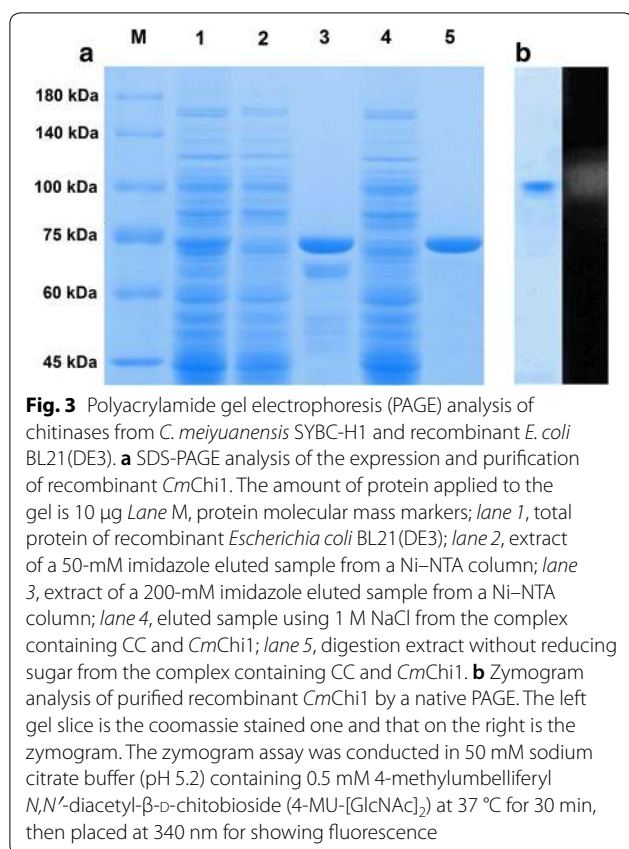 a M 1 2 3 4 5 b
180 kDa
140 kDa
100 kDa
75 kDa
60 kDa
45 kDa
Fig. 3 Polyacrylamide gel electrophoresis (PAGE) analysis of
chitinases from C. meiyuanensis SYBC-H1 and recombinant E. coli
BL21(DE3). a SDS-PAGE analysis of the expression and purification
of recombinant CmChi1. The amount of protein applied to the
gel is 10 μg Lane M, protein molecular mass markers; lane 1, total
protein of recombinant Escherichia coli BL21(DE3); lane 2, extract
of a 50-mM imidazole eluted sample from a Ni–NTA column; lane
3, extract of a 200-mM imidazole eluted sample from a Ni–NTA
column; lane 4, eluted sample using 1 M NaCl from the complex
containing CC and CmChi1; lane 5, digestion extract without reducing
sugar from the complex containing CC and CmChi1. b Zymogram
analysis of purified recombinant CmChi1 by a native PAGE. The left
gel slice is the coomassie stained one and that on the right is the
zymogram. The zymogram assay was conducted in 50 mM sodium
citrate buffer (pH 5.2) containing 0.5 mM 4-methylumbelliferyl
N,N′-diacetyl-β-D-chitobioside (4-MU-[GlcNAc]₂) at 37 °C for 30 min,
then placed at 340 nm for showing fluorescence